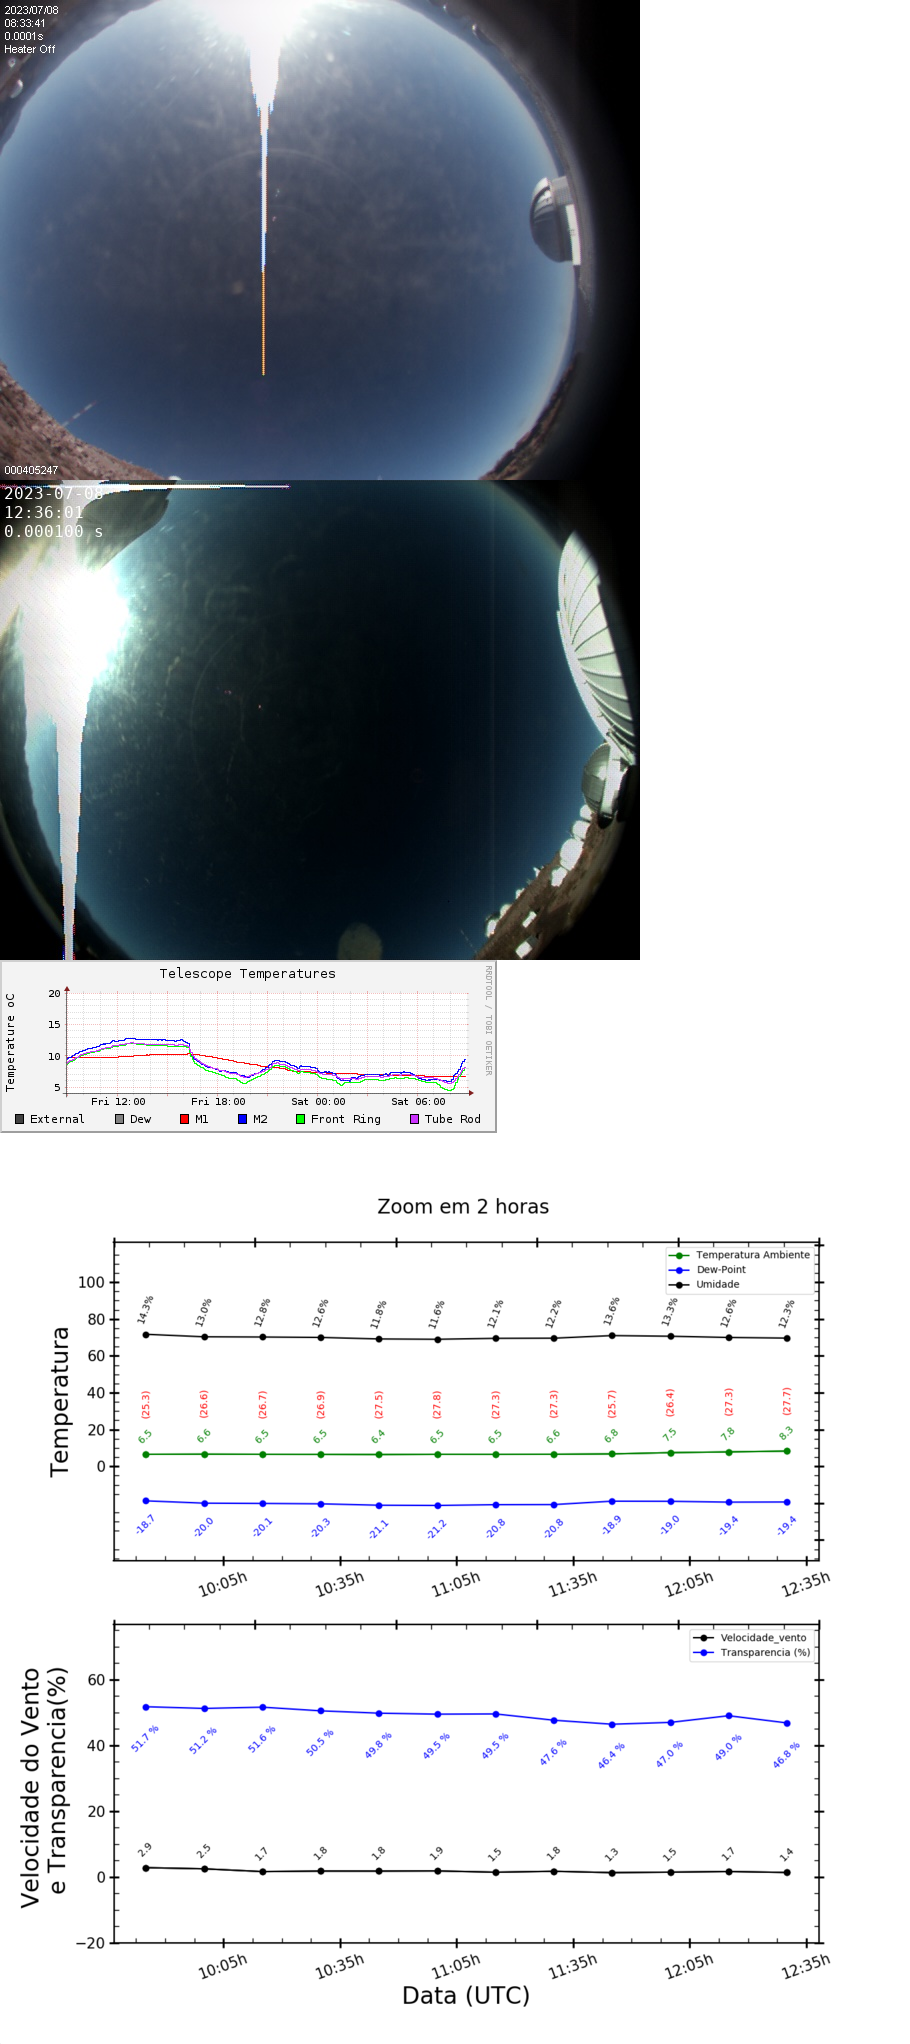 2023/07/08
08:33:41
0.0001s
Heater Off
000405247
2023-07-08
12:36:01
0.000100 s
Telescope Temperatures
RRDTOOL / TOBI OETIKER
Temperature oC
20
15
10
5
Fri 12:00 Fri 18:00 Sat 00:00 Sat 06:00
External Dew M1 M2 Front Ring Tube Rod
Zoom em 2 horas
Temperatura Ambiente
Dew-Point
Umidade
Temperatura
100
80
60
40
20
0
14.3% 13.0% 12.8% 12.6% 11.8% 11.6% 12.1% 12.2% 13.6% 13.3% 12.6% 12.3%
(25.3) (26.6) (26.7) (26.9) (27.5) (27.8) (27.3) (27.3) (25.7) (26.4) (27.3) (27.7)
6.5 6.6 6.5 6.5 6.4 6.5 6.5 6.6 6.8 7.5 7.8 8.3
-18.7 -20.0 -20.1 -20.3 -21.1 -21.2 -20.8 -20.8 -18.9 -19.0 -19.4 -19.4
10:05h 10:35h 11:05h 11:35h 12:05h 12:35h
Velocidade_vento
Transparencia (%)
Velocidade do Vento
e Transparencia(%)
60
40
20
0
−20
51.7 % 51.2 % 51.6 % 50.5 % 49.8 % 49.5 % 49.5 % 47.6 % 46.4 % 47.0 % 49.0 % 46.8 %
2.9 2.5 1.7 1.8 1.8 1.9 1.5 1.8 1.3 1.5 1.7 1.4
10:05h 10:35h 11:05h 11:35h 12:05h 12:35h
Data (UTC)